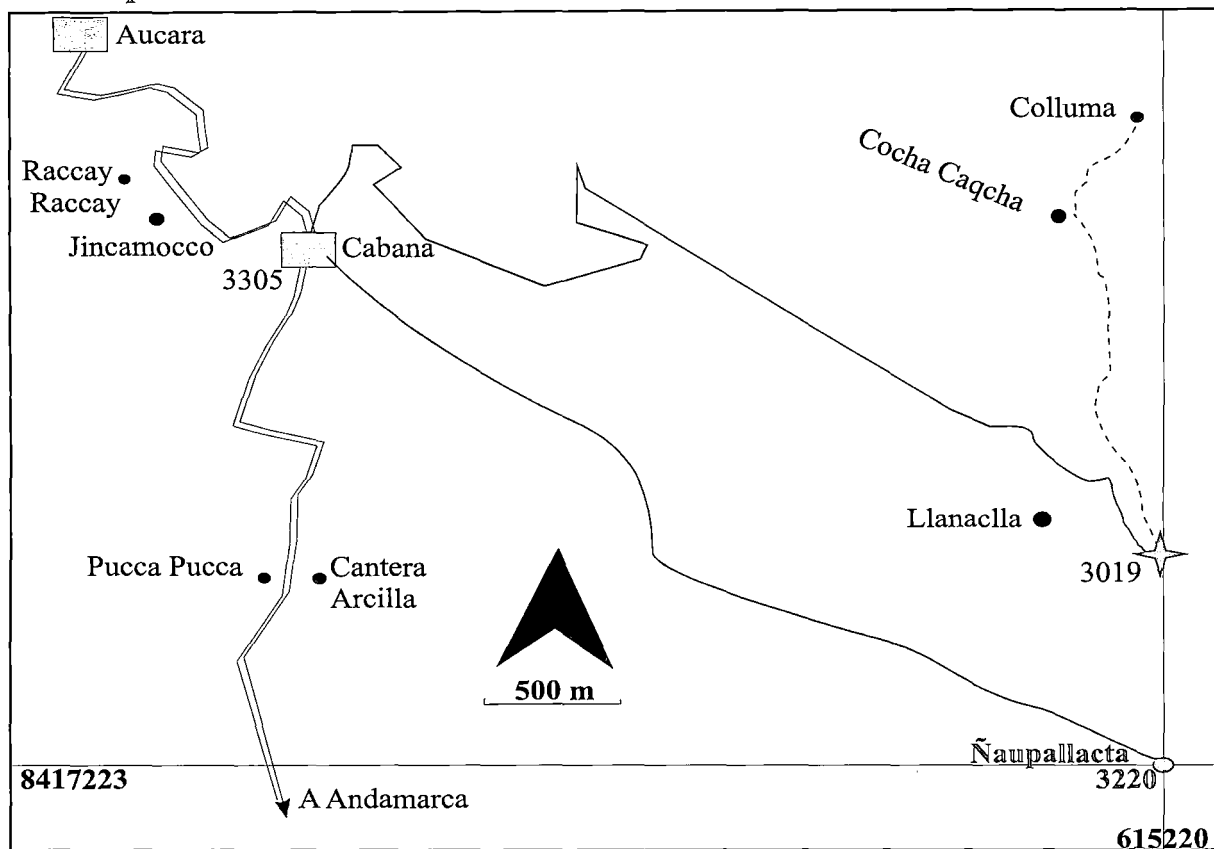 Aucara
Colluma
Cocha Caqcha
Raccay
Raccay
Jincamocco
Cabana
3305
Llanaclla
3019
Pucca Pucca
Cantera
Arcilla
500 m
Ñaupallacta
3220
8417223
A Andamarca
615220